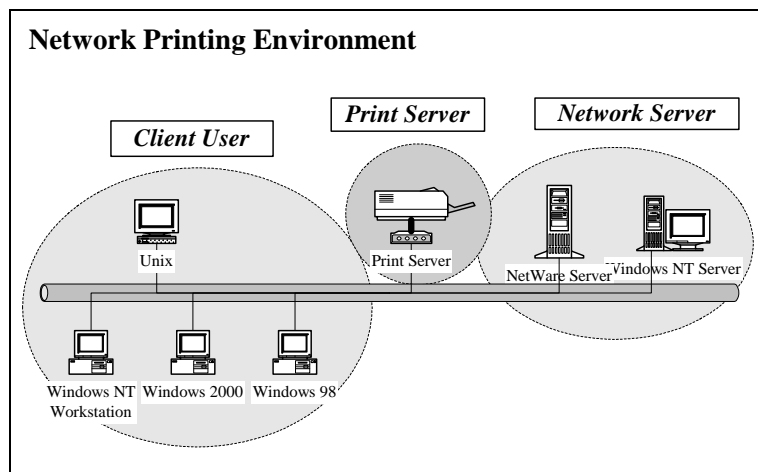 Network Printing Environment
Print Server
Network Server
Client User
Unix
Print Server
NetWare Server
Windows NT Server
Windows NT
Workstation
Windows 2000
Windows 98